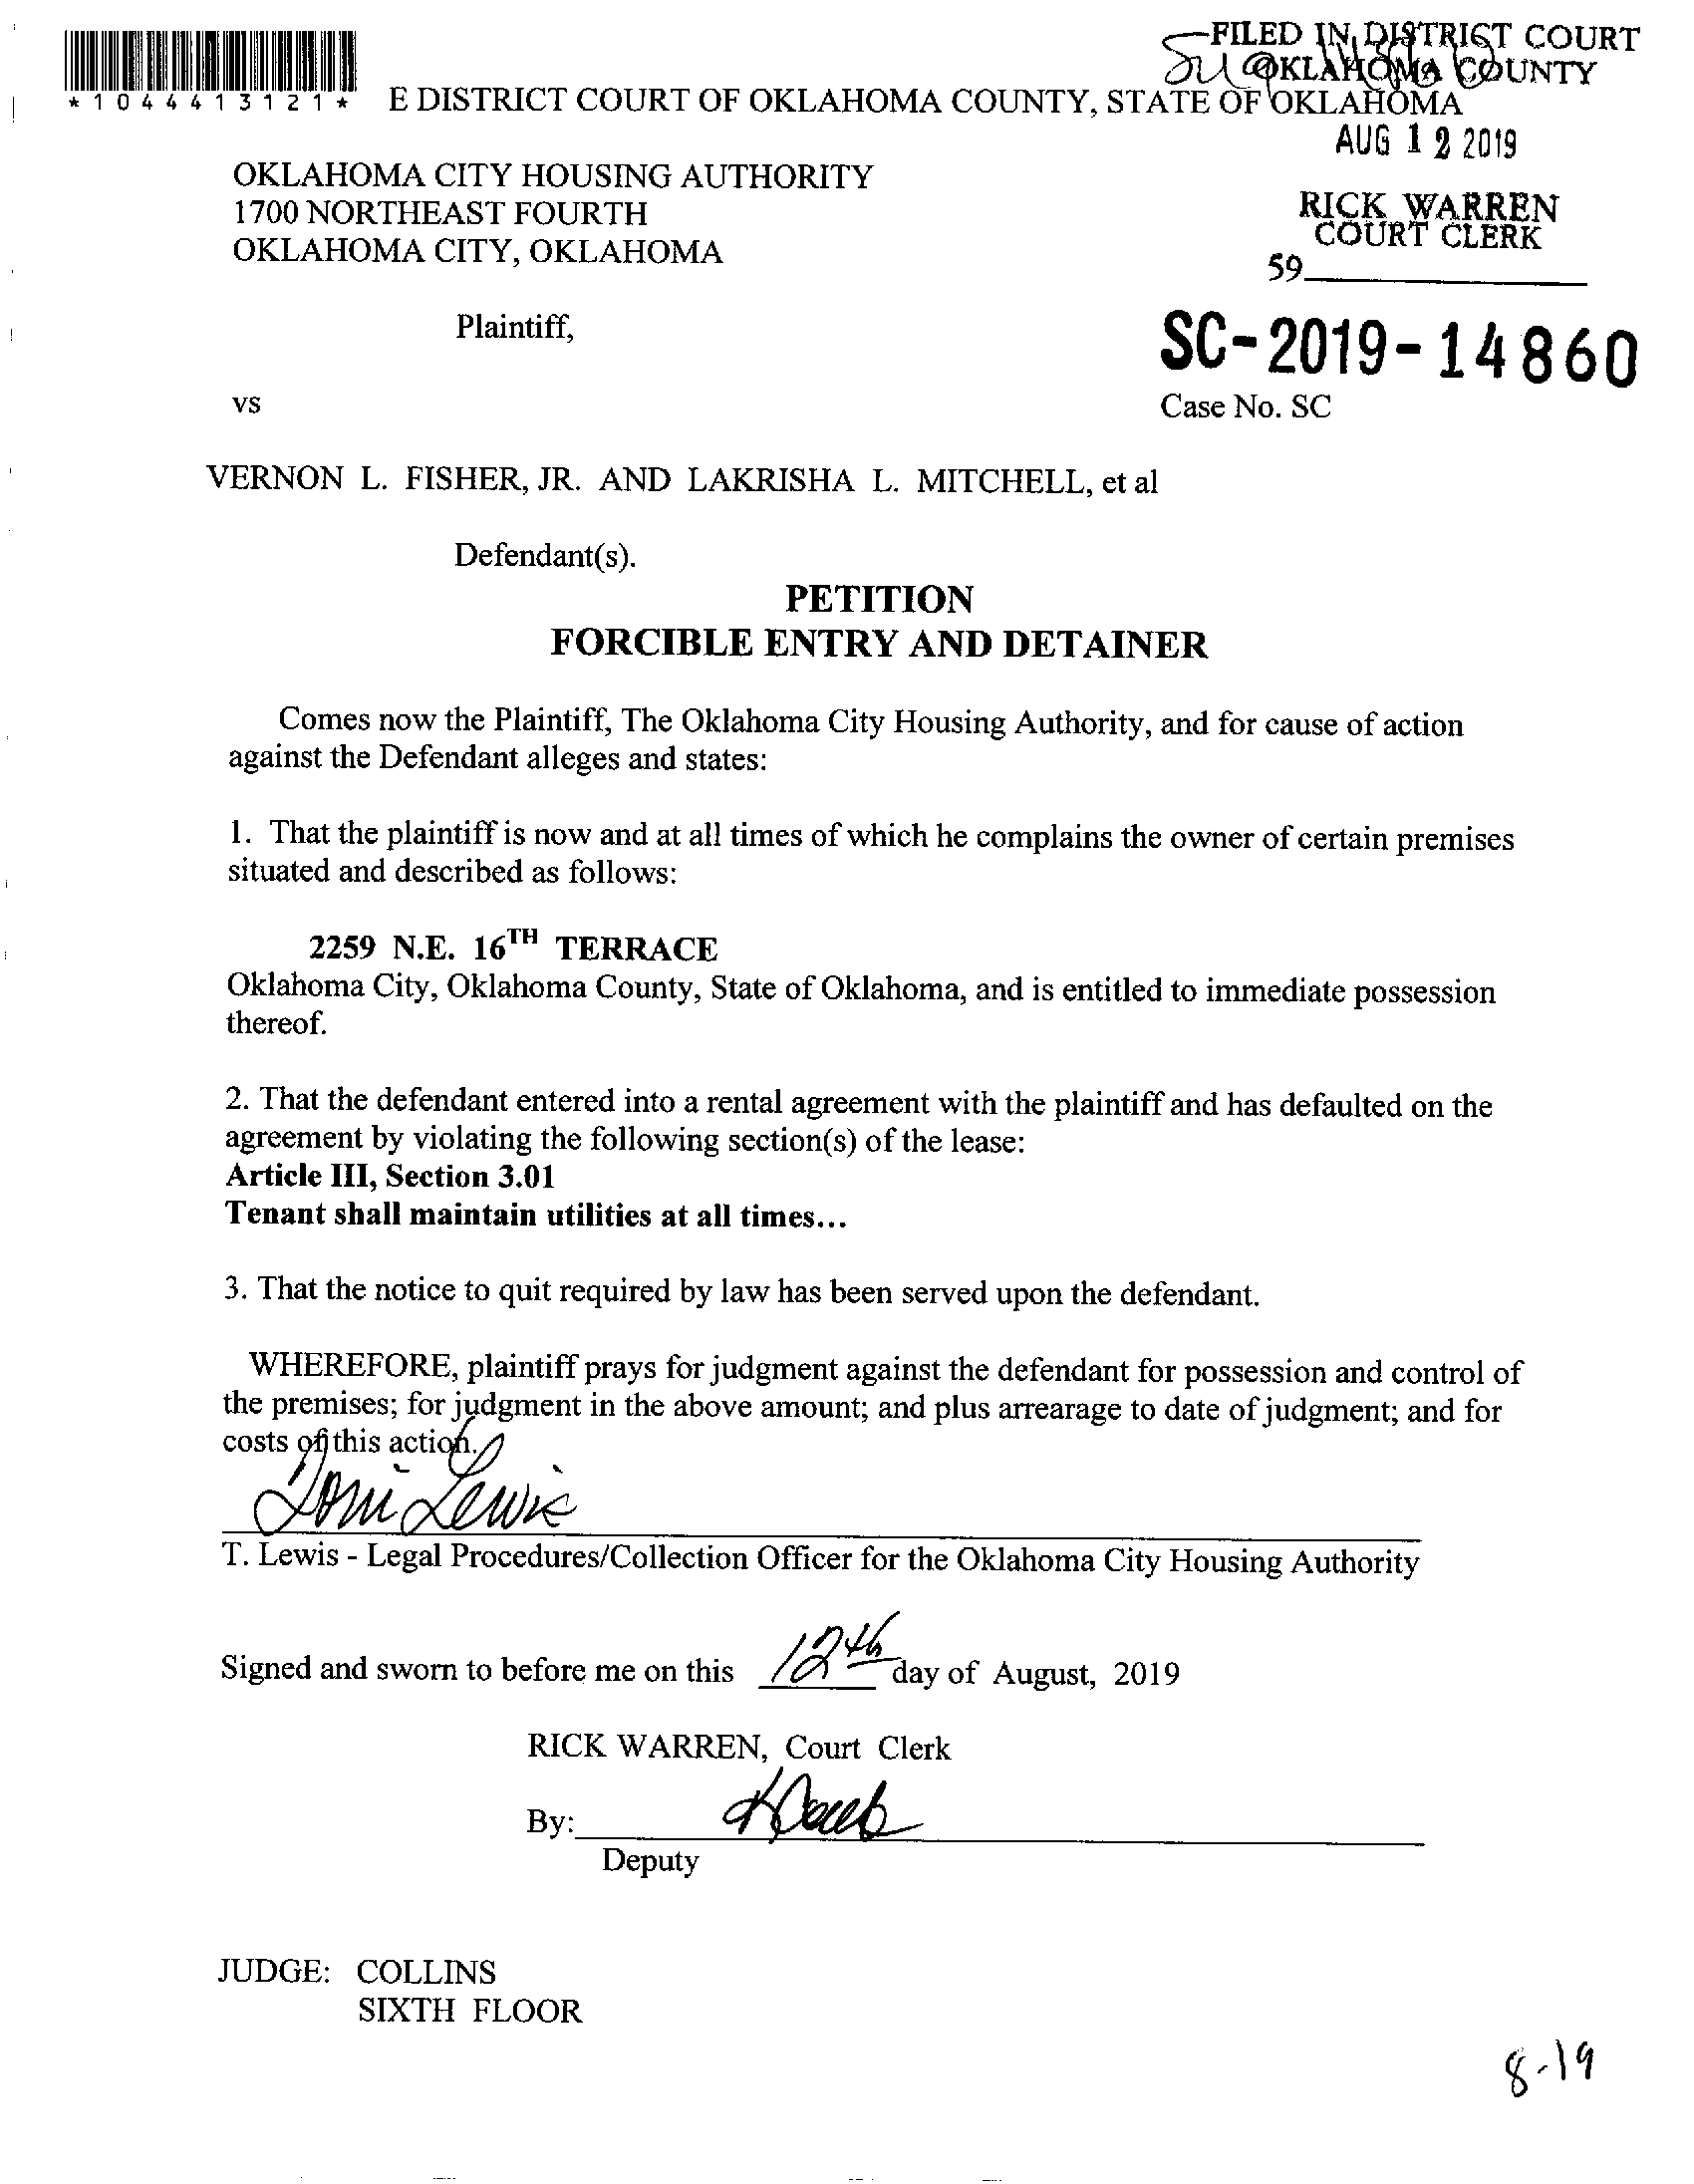 FILED IN DISTRICT COURT
OKLAHOMA COUNTY
*1044413121*
E DISTRICT COURT OF OKLAHOMA COUNTY, STATE OF OKLAHOMA
AUG 12 2019
OKLAHOMA CITY HOUSING AUTHORITY
1700 NORTHEAST FOURTH
OKLAHOMA CITY, OKLAHOMA
RICK WARREN
COURT CLERK
59
Plaintiff,
SC-2019-14860
vs
Case No. SC
VERNON L. FISHER, JR. AND LAKRISHA L. MITCHELL, et al
Defendant(s).
PETITION
FORCIBLE ENTRY AND DETAINER
Comes now the Plaintiff, The Oklahoma City Housing Authority, and for cause of action
against the Defendant alleges and states:
1. That the plaintiff is now and at all times of which he complains the owner of certain premises
situated and described as follows:
2259 N.E. 16TH TERRACE
Oklahoma City, Oklahoma County, State of Oklahoma, and is entitled to immediate possession
thereof.
2. That the defendant entered into a rental agreement with the plaintiff and has defaulted on the
agreement by violating the following section(s) of the lease:
Article III, Section 3.01
Tenant shall maintain utilities at all times...
3. That the notice to quit required by law has been served upon the defendant.
WHEREFORE, plaintiff prays for judgment against the defendant for possession and control of
the premises; for judgment in the above amount; and plus arrearage to date of judgment; and for
costs of this action.
Toni Lewis
T. Lewis - Legal Procedures/Collection Officer for the Oklahoma City Housing Authority
Signed and sworn to before me on this 12th day of August, 2019
RICK WARREN, Court Clerk
By:
Deputy
JUDGE: COLLINS
SIXTH FLOOR
8-19